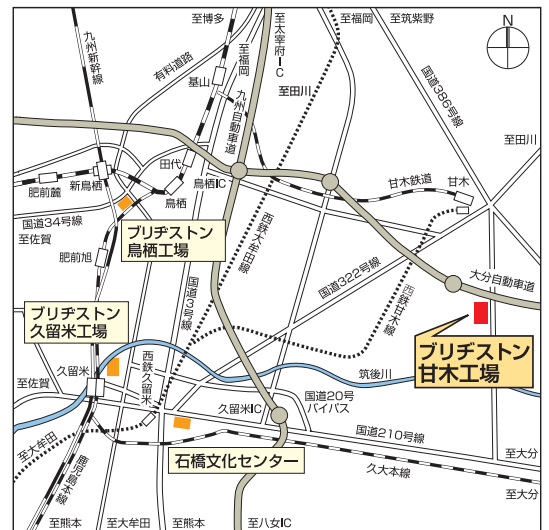 至博多
至福岡
至太宰府IC
至福岡
至筑紫野
N
九州新幹線
有料道路
基山
至田川
国道386号線
至田川
九州自動車道
田代
新鳥栖
肥前麓
鳥栖
鳥栖IC
甘木鉄道
甘木
国道34号線
至佐賀
ブリヂストン
鳥栖工場
肥前旭
西鉄大牟田線
国道3号線
国道322号線
西鉄甘木線
大分自動車道
ブリヂストン
久留米工場
ブリヂストン
甘木工場
久留米
至佐賀
西鉄久留米
筑後川
久留米IC
国道20号
バイパス
国道210号線
石橋文化センター
久大本線
至大分
至大分
至大牟田
鹿児島本線
至熊本
至大牟田
至熊本
至八女IC